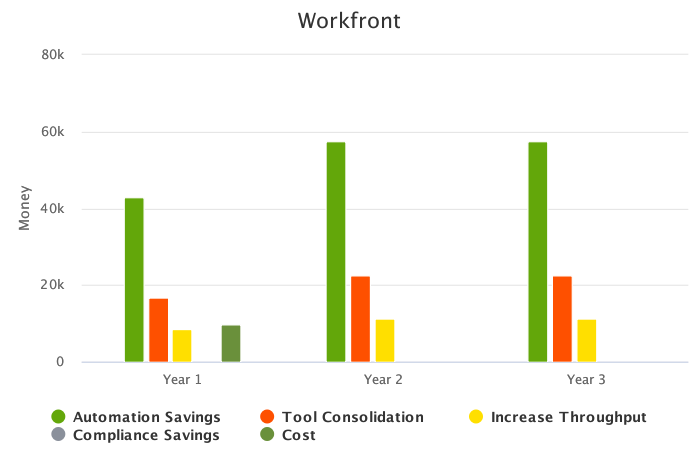 Workfront
80k
60k
40k
20k
0
Money
Year 1 Year 2 Year 3
Automation Savings Tool Consolidation Increase Throughput
Compliance Savings Cost